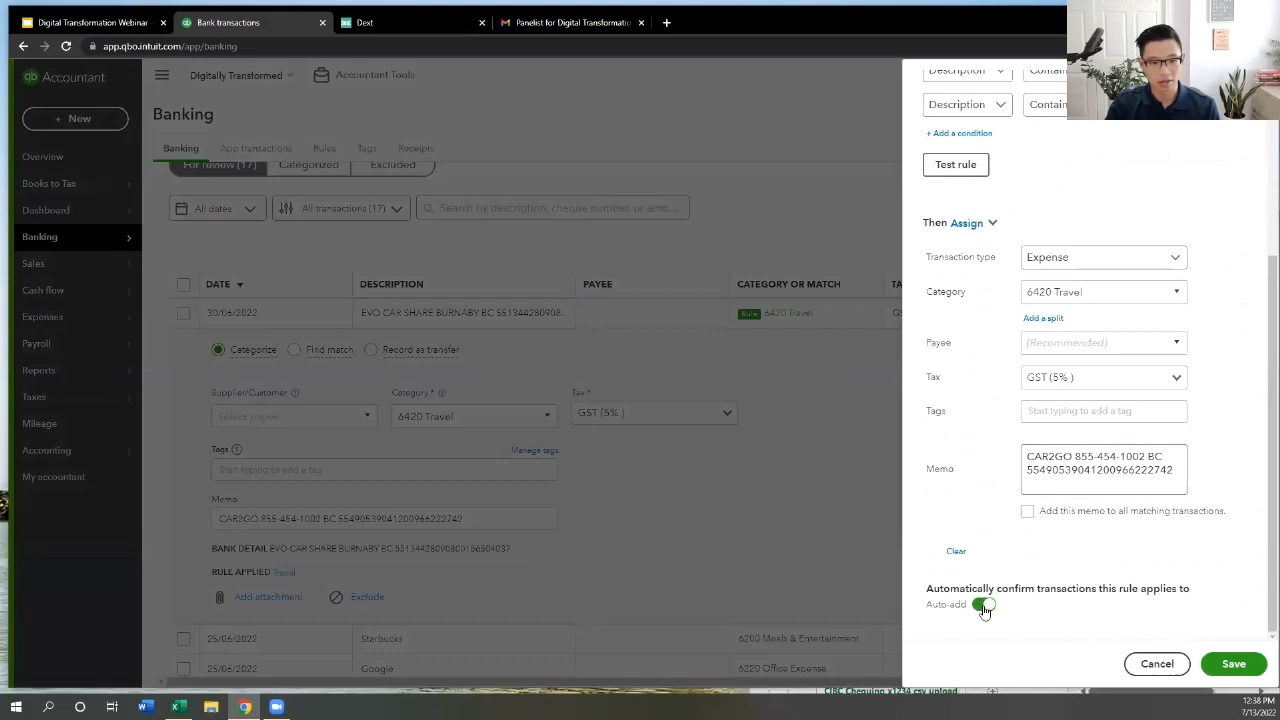 Digital Transformation Webinar
Bank transactions
Dext
Panelist for Digital Transformatio
app.qbo.intuit.com/app/banking
qb Accountant
Digitally Transformed
Accountant Tools
+ New
Banking
Overview
Books to Tax
Dashboard
Banking
Sales
Cash flow
Expenses
Payroll
Reports
Taxes
Mileage
Accounting
My accountant
Banking
App transactions
Rules
Tags
Receipts
For review (17)
Categorized
Excluded
All dates
All transactions (17)
Search by description, cheque number, or amo...
DATE
DESCRIPTION
PAYEE
CATEGORY OR MATCH
TA
30/06/2022
EVO CAR SHARE BURNABY BC 551344280908...
Rule 6420 Travel
Categorize
Find match
Record as transfer
Supplier/Customer
Category *
Tax *
Select payee
6420 Travel
GST (5% )
Tags
Manage tags
Start typing to add a tag
Memo
CAR2GO 855-454-1002 BC 55490539041200966222742
BANK DETAIL EVO CAR SHARE BURNABY BC 55134428090800156504037
RULE APPLIED Travel
Add attachment
Exclude
25/06/2022
Starbucks
6200 Meals & Entertainment
25/06/2022
Google
6220 Office Expense
Description
Contain
Description
Contain
+ Add a condition
Test rule
Then Assign
Transaction type
Expense
Category
6420 Travel
Add a split
Payee
(Recommended)
Tax
GST (5% )
Tags
Start typing to add a tag
Memo
CAR2GO 855-454-1002 BC
55490539041200966222742
Add this memo to all matching transactions.
Clear
Automatically confirm transactions this rule applies to
Auto-add
Cancel
Save
CIBC Chequing x1234 csv upload
12:38 PM
7/13/2022